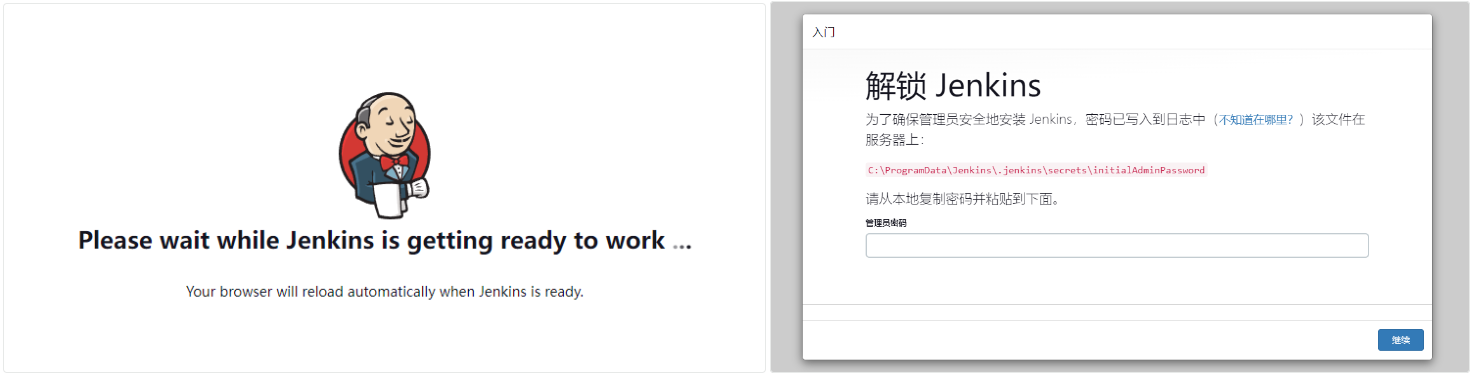 Please wait while Jenkins is getting ready to work ...
Your browser will reload automatically when Jenkins is ready.
入门
解锁 Jenkins
为了确保管理员安全地安装 Jenkins，密码已写入到日志中（不知道在哪里？）该文件在
服务器上：
C:\ProgramData\Jenkins\.jenkins\secrets\initialAdminPassword
请从本地复制密码并粘贴到下面。
管理员密码
继续